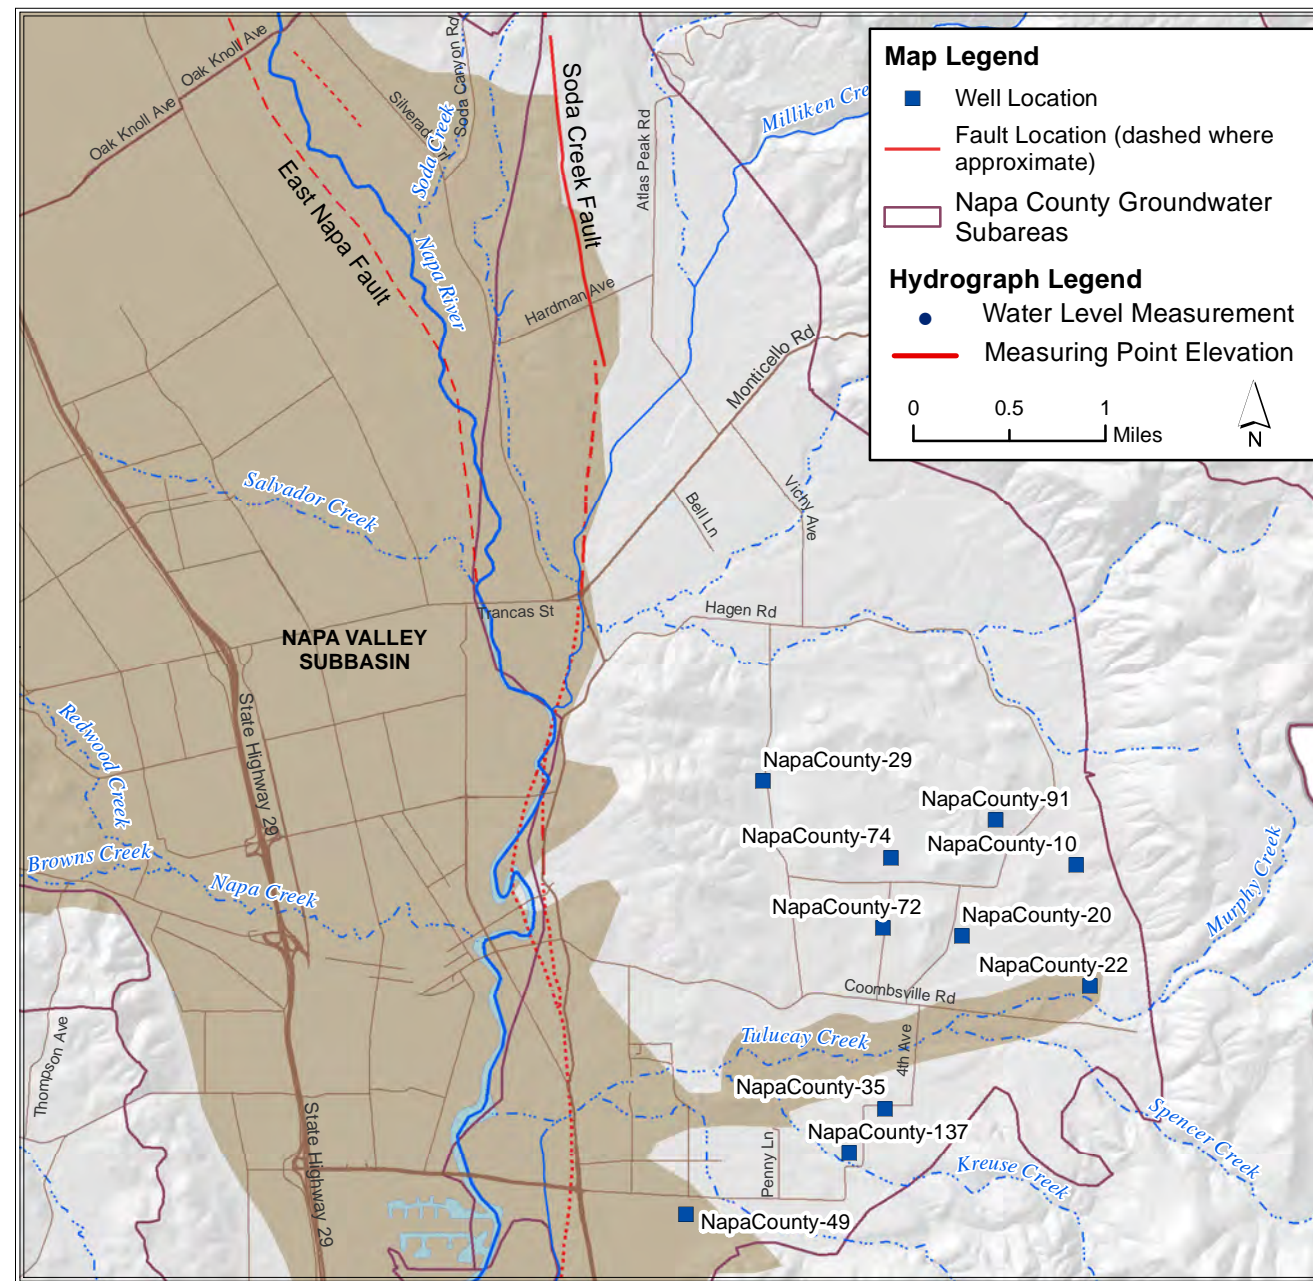 Oak Knoll Ave
Oak Knoll Ave
Silverado Trl
Soda Canyon Rd
Soda Creek
Soda Creek Fault
East Napa Fault
Napa River
Atlas Peak Rd
Hardman Ave
Monticello Rd
Milliken Cre
Map Legend
Well Location
Fault Location (dashed where
approximate)
Napa County Groundwater
Subareas
Hydrograph Legend
Water Level Measurement
Measuring Point Elevation
0 0.5 1
Miles
N
Salvador Creek
Bell Ln
Vichy Ave
Trancas St
Hagen Rd
NAPA VALLEY
SUBBASIN
State Highway 29
Redwood Creek
Browns Creek
Napa Creek
NapaCounty-29
NapaCounty-91
NapaCounty-74
NapaCounty-10
NapaCounty-72
NapaCounty-20
NapaCounty-22
Murphy Creek
Coombsville Rd
Tulucay Creek
4th Ave
Thompson Ave
NapaCounty-35
NapaCounty-137
Penny Ln
Kreuse Creek
Spencer Creek
State Highway 29
NapaCounty-49